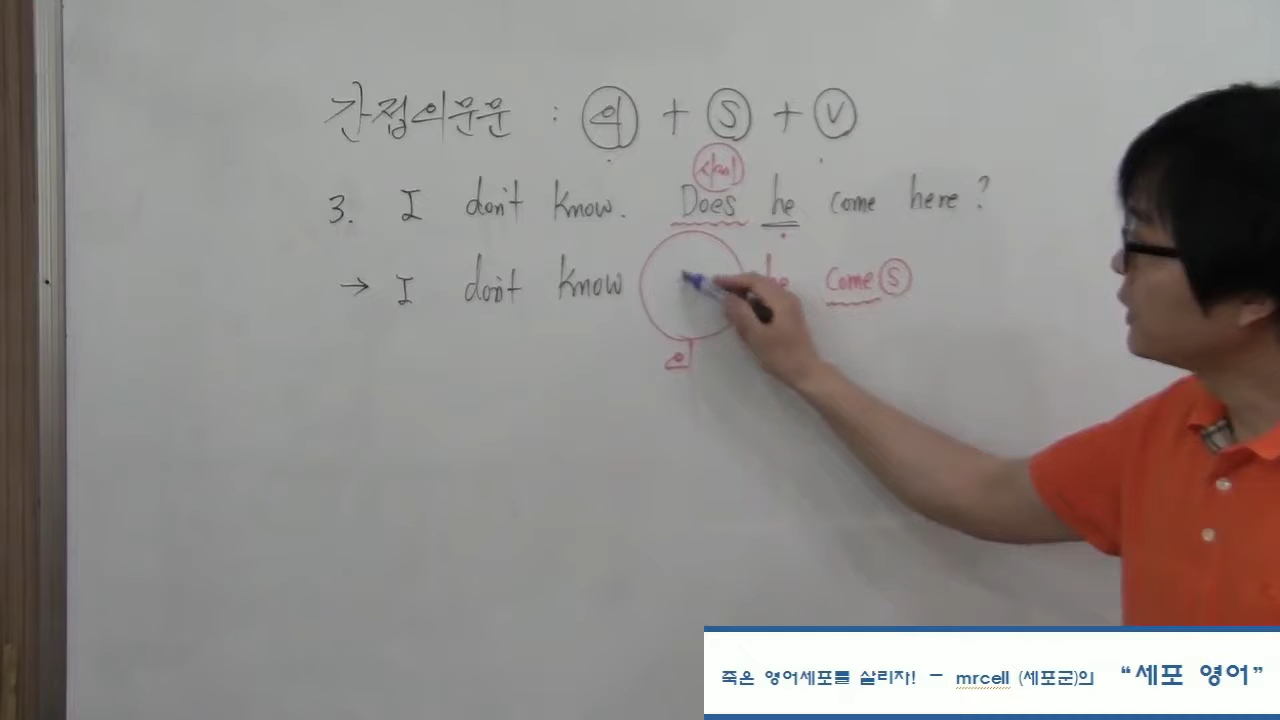 간접의문문 : 의 + S + V
3. I don't know. Does he come here?
→ I don't know he come S
의
죽은 영어세포를 살리자! - mrcell (세포군)의 “세포 영어”